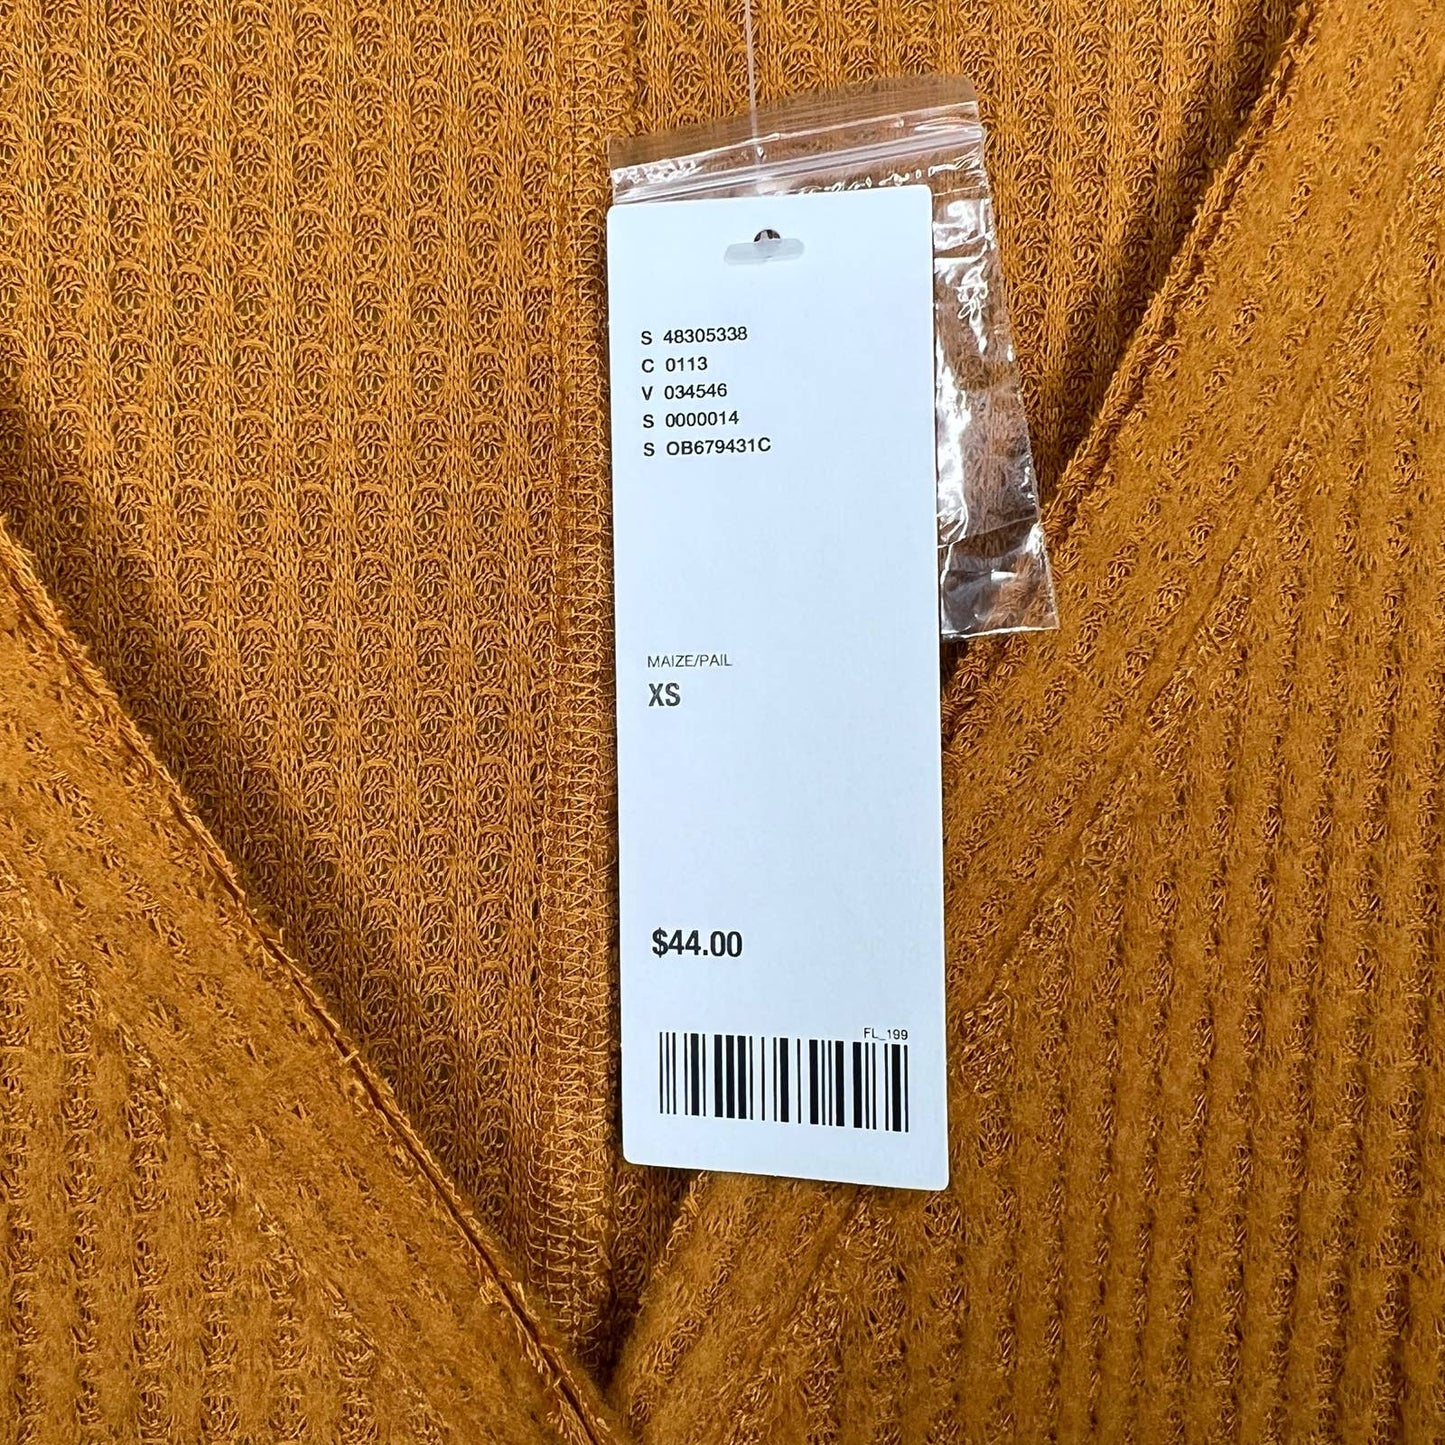 S 48305338
C 0113
V 034546
S 0000014
S OB679431C
MAIZE/PAIL
XS
$44.00
FL_199